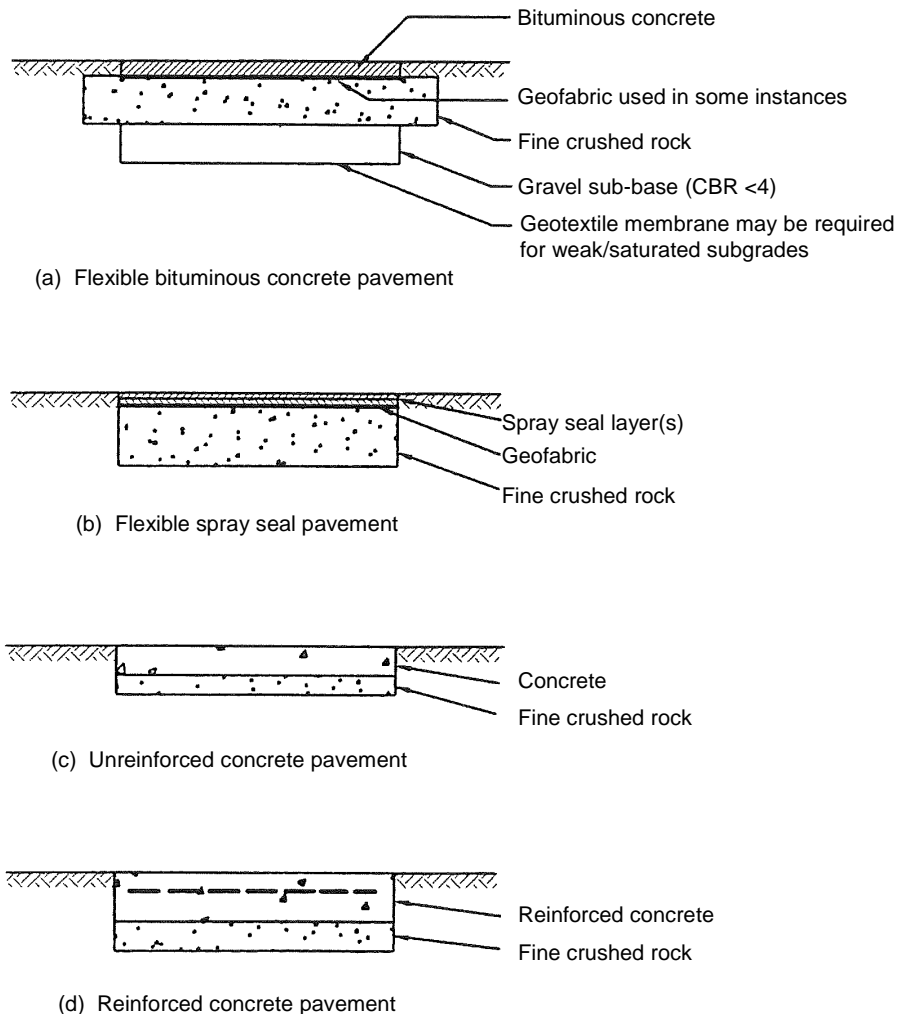 Bituminous concrete
Geofabric used in some instances
Fine crushed rock
Gravel sub-base (CBR <4)
Geotextile membrane may be required
for weak/saturated subgrades
(a) Flexible bituminous concrete pavement
Spray seal layer(s)
Geofabric
Fine crushed rock
(b) Flexible spray seal pavement
Concrete
Fine crushed rock
(c) Unreinforced concrete pavement
Reinforced concrete
Fine crushed rock
(d) Reinforced concrete pavement